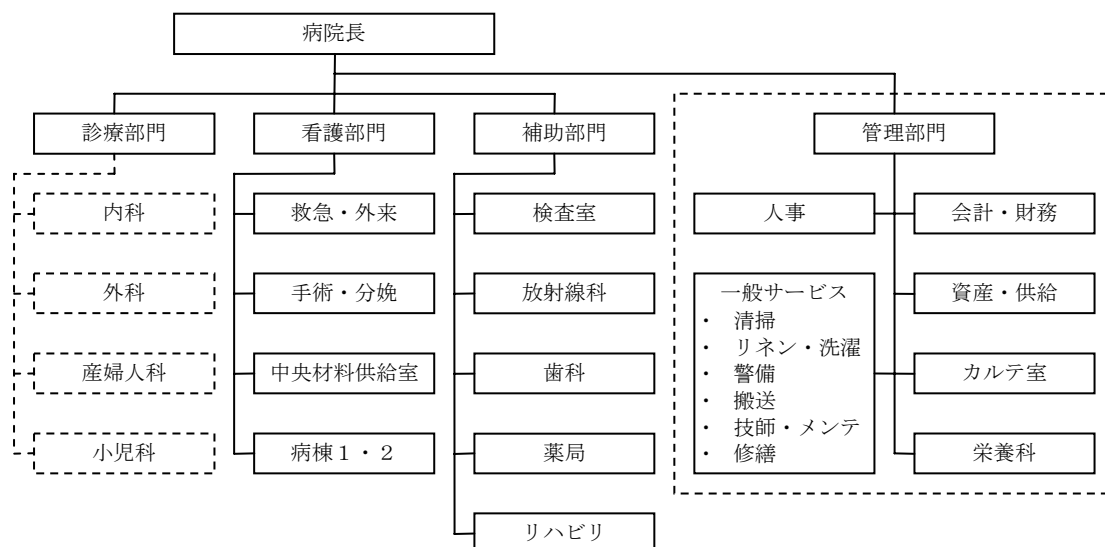 病院長
診療部門
看護部門
補助部門
管理部門
内科
救急・外来
検査室
人事
会計・財務
外科
手術・分娩
放射線科
一般サービス
・ 清掃
・ リネン・洗濯
・ 警備
・ 搬送
・ 技師・メンテ
・ 修繕
資産・供給
産婦人科
中央材料供給室
歯科
カルテ室
小児科
病棟１・２
薬局
栄養科
リハビリ